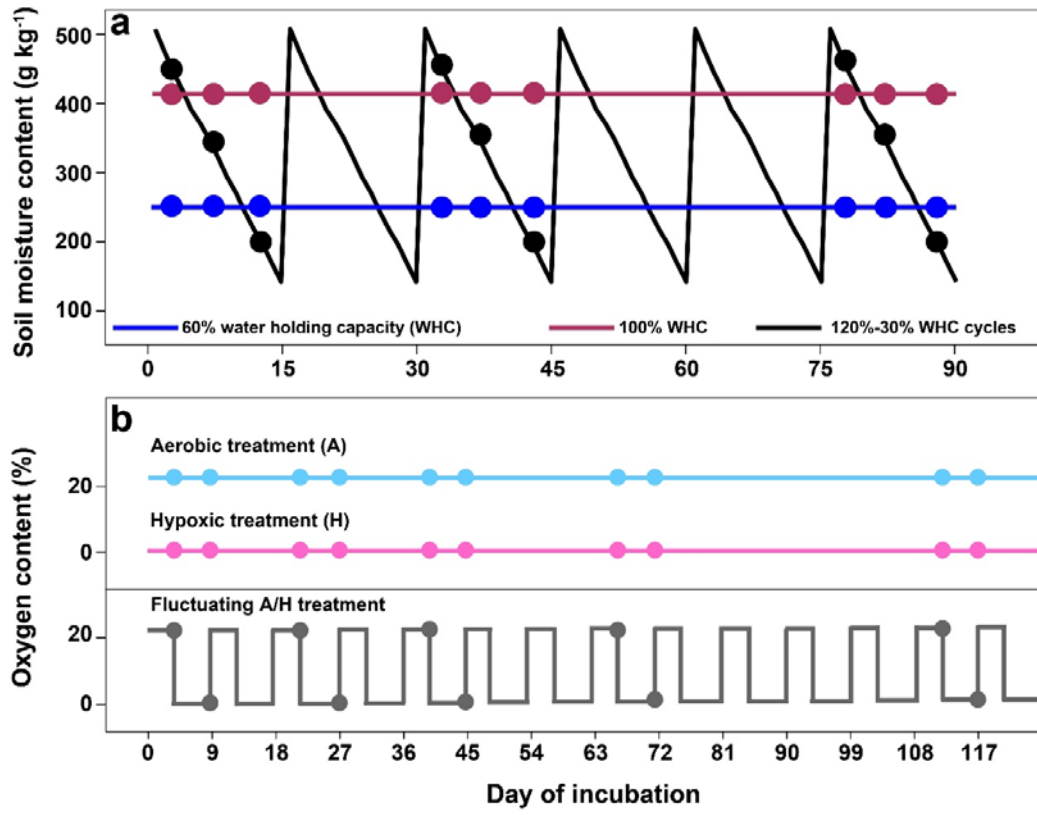 a
Soil moisture content (g kg⁻¹)
500
400
300
200
100
60% water holding capacity (WHC) 100% WHC 120%-30% WHC cycles
0 15 30 45 60 75 90
b
Oxygen content (%)
Aerobic treatment (A)
20
Hypoxic treatment (H)
0
Fluctuating A/H treatment
20
0
0 9 18 27 36 45 54 63 72 81 90 99 108 117
Day of incubation